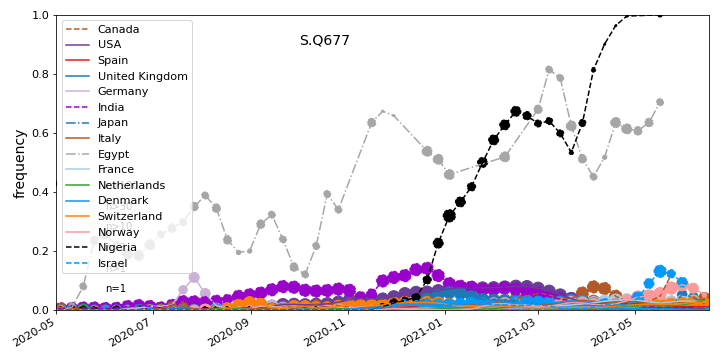 S.Q677
frequency
1.0
0.8
0.6
0.4
0.2
0.0
Canada
USA
Spain
United Kingdom
Germany
India
Japan
Italy
Egypt
France
Netherlands
Denmark
Switzerland
Norway
Nigeria
Israel
n=1
2020-05
2020-07
2020-09
2020-11
2021-01
2021-03
2021-05